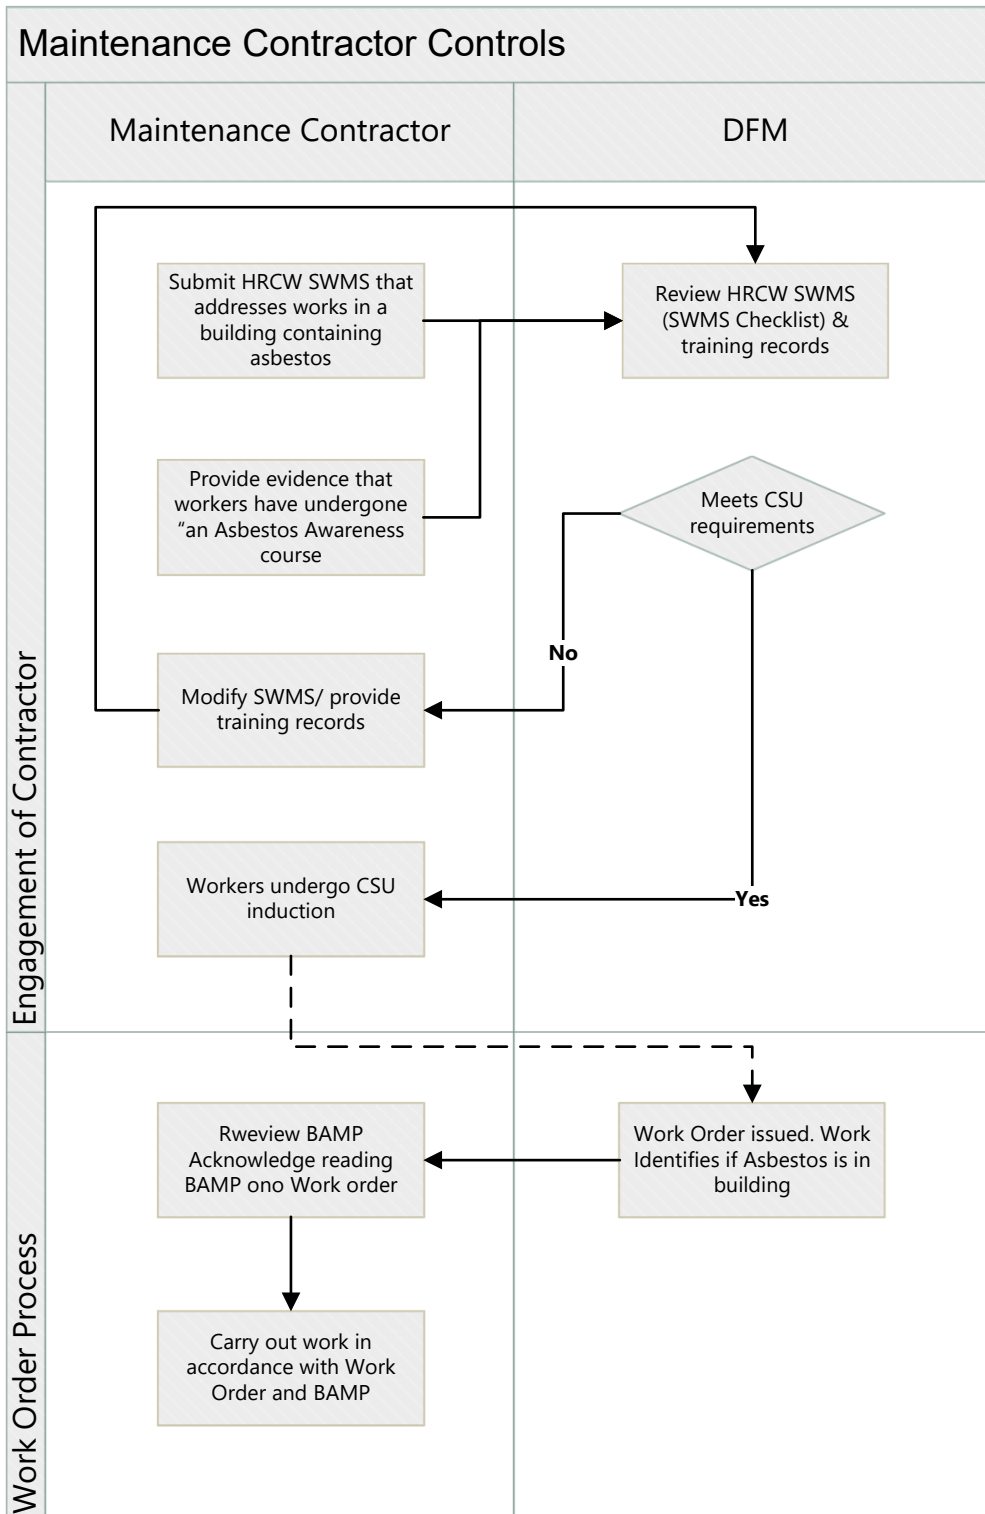 Maintenance Contractor Controls
Maintenance Contractor
DFM
Engagement of Contractor
Submit HRCW SWMS that
addresses works in a
building containing
asbestos
Review HRCW SWMS
(SWMS Checklist) &
training records
Provide evidence that
workers have undergone
“an Asbestos Awareness
course
Meets CSU
requirements
No
Modify SWMS/ provide
training records
Workers undergo CSU
induction
Yes
Work Order Process
Rweview BAMP
Acknowledge reading
BAMP ono Work order
Work Order issued. Work
Identifies if Asbestos is in
building
Carry out work in
accordance with Work
Order and BAMP